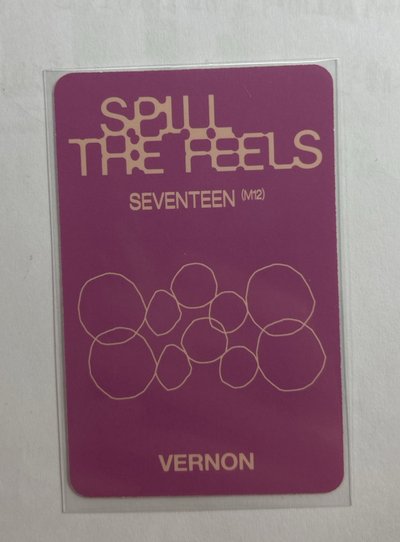 SPILL
THE FEELS
SEVENTEEN (M12)
VERNON